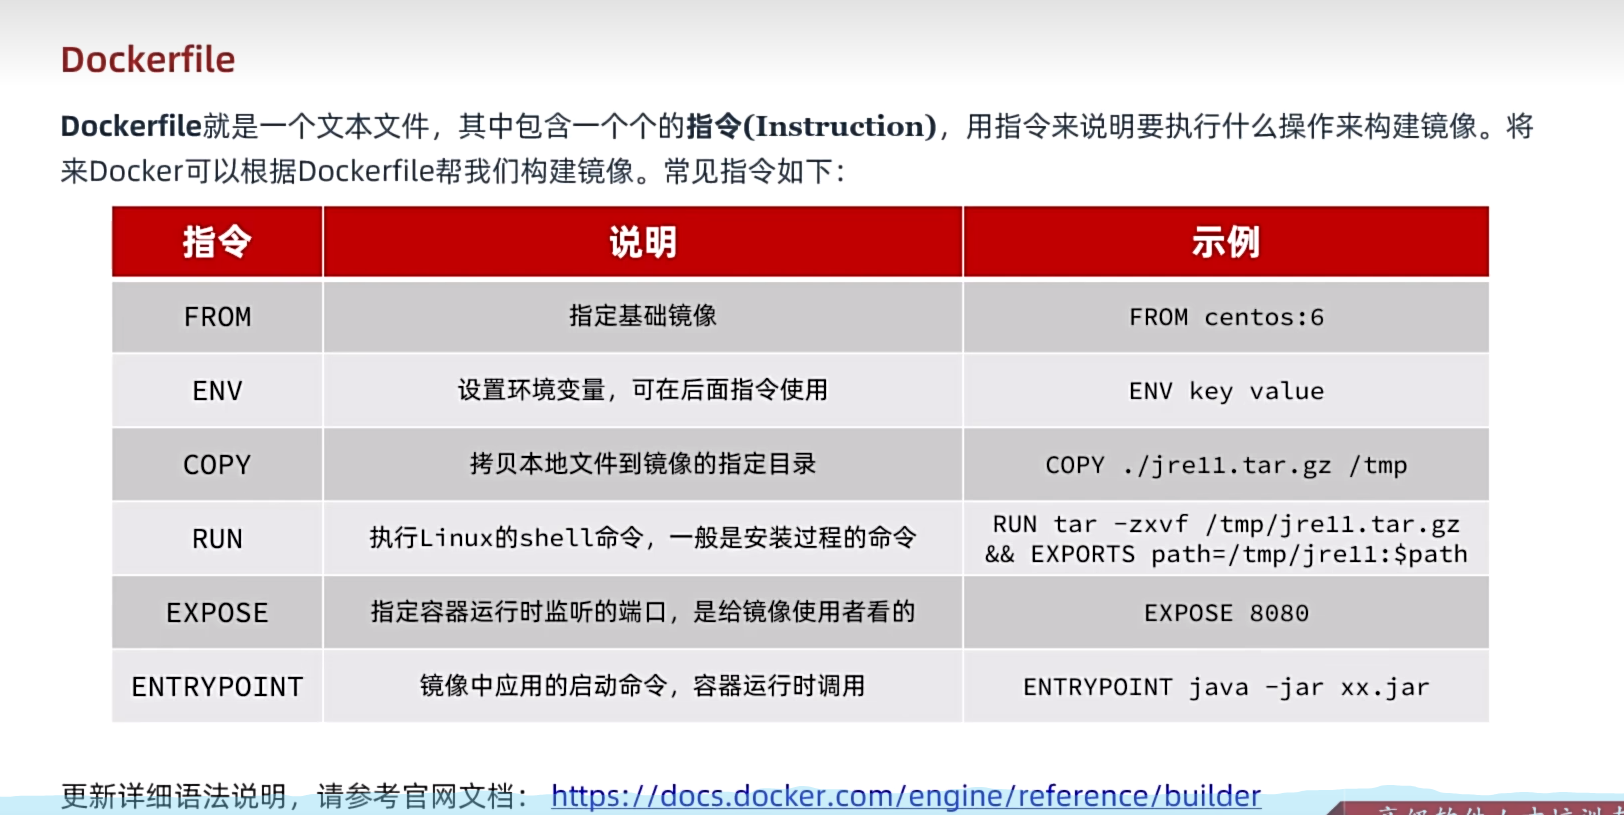 Dockerfile
Dockerfile就是一个文本文件，其中包含一个个的指令(Instruction)，用指令来说明要执行什么操作来构建镜像。将
来Docker可以根据Dockerfile帮我们构建镜像。常见指令如下：
指令 说明 示例
FROM 指定基础镜像 FROM centos:6
ENV 设置环境变量，可在后面指令使用 ENV key value
COPY 拷贝本地文件到镜像的指定目录 COPY ./jre11.tar.gz /tmp
RUN 执行Linux的shell命令，一般是安装过程的命令 RUN tar -zxvf /tmp/jre11.tar.gz
&& EXPORTS path=/tmp/jre11:$path
EXPOSE 指定容器运行时监听的端口，是给镜像使用者看的 EXPOSE 8080
ENTRYPOINT 镜像中应用的启动命令，容器运行时调用 ENTRYPOINT java -jar xx.jar
更新详细语法说明，请参考官网文档： https://docs.docker.com/engine/reference/builder